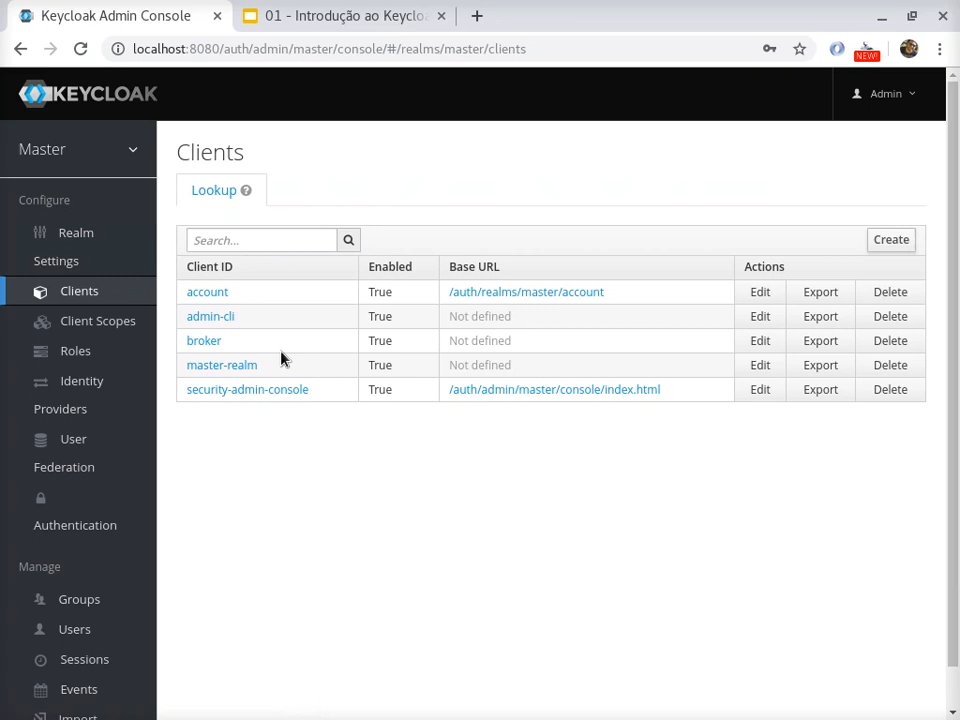 Keycloak Admin Console
01 - Introdução ao Keyclo
localhost:8080/auth/admin/master/console/#/realms/master/clients
NEW!
KEYCLOAK
Admin
Master
Configure
Realm
Settings
Clients
Client Scopes
Roles
Identity
Providers
User
Federation
Authentication
Manage
Groups
Users
Sessions
Events
Import
Clients
Lookup
Search...
Create
Client ID Enabled Base URL Actions
account True /auth/realms/master/account Edit Export Delete
admin-cli True Not defined Edit Export Delete
broker True Not defined Edit Export Delete
master-realm True Not defined Edit Export Delete
security-admin-console True /auth/admin/master/console/index.html Edit Export Delete